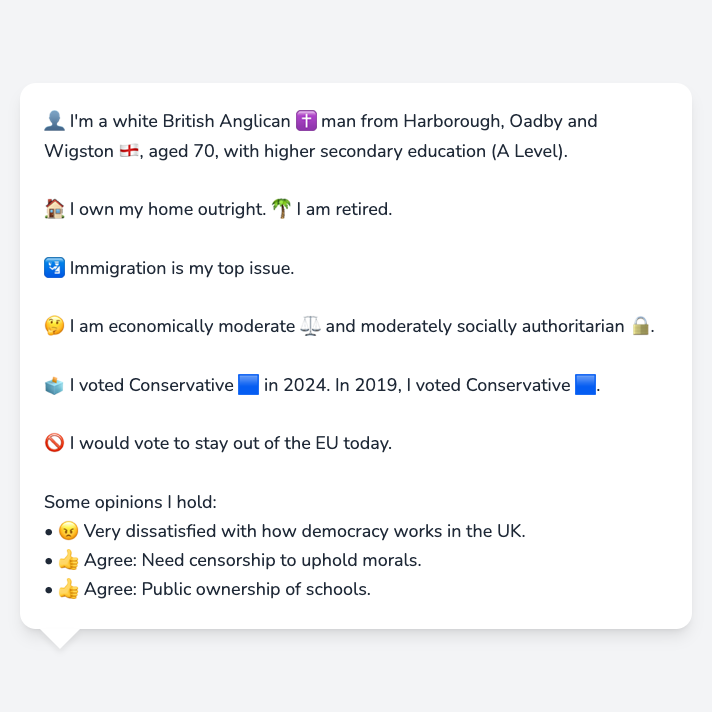 👤 I'm a white British Anglican ✝️ man from Harborough, Oadby and
Wigston 🏴󠁧󠁢󠁥󠁮󠁧󠁿, aged 70, with higher secondary education (A Level).
🏠 I own my home outright. 🌴 I am retired.
🛂 Immigration is my top issue.
🤔 I am economically moderate ⚖️ and moderately socially authoritarian 🔒.
🗳️ I voted Conservative 🟦 in 2024. In 2019, I voted Conservative 🟦.
🚫 I would vote to stay out of the EU today.
Some opinions I hold:
• 😠 Very dissatisfied with how democracy works in the UK.
• 👍 Agree: Need censorship to uphold morals.
• 👍 Agree: Public ownership of schools.